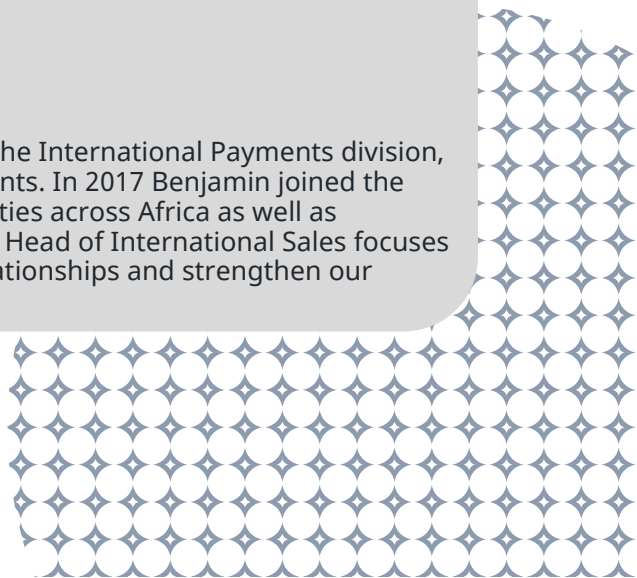 he International Payments division,
nts. In 2017 Benjamin joined the
ties across Africa as well as
Head of International Sales focuses
ationships and strengthen our